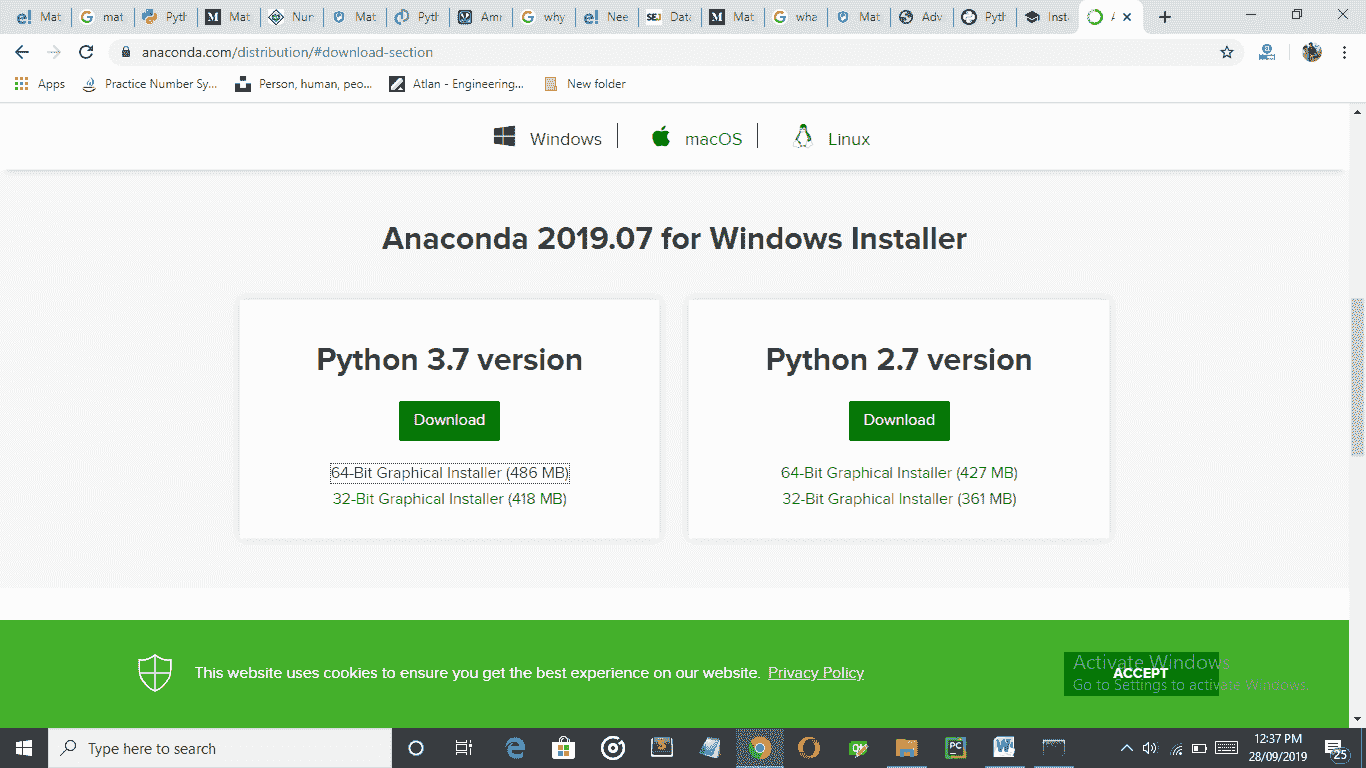 Mat mat Pyth Mat Nur Mat Pyth Ama why Nee Data Mat wha Mat Adv Pyth Inst
anaconda.com/distribution/#download-section
Apps Practice Number Sy... Person, human, peo... Atlan - Engineering... New folder
Windows macOS Linux
Anaconda 2019.07 for Windows Installer
Python 3.7 version Python 2.7 version
Download Download
64-Bit Graphical Installer (486 MB) 64-Bit Graphical Installer (427 MB)
32-Bit Graphical Installer (418 MB) 32-Bit Graphical Installer (361 MB)
This website uses cookies to ensure you get the best experience on our website. Privacy Policy
ACCEPT
Activate Windows
Go to Settings to activate Windows.
Type here to search
12:37 PM
28/09/2019
25